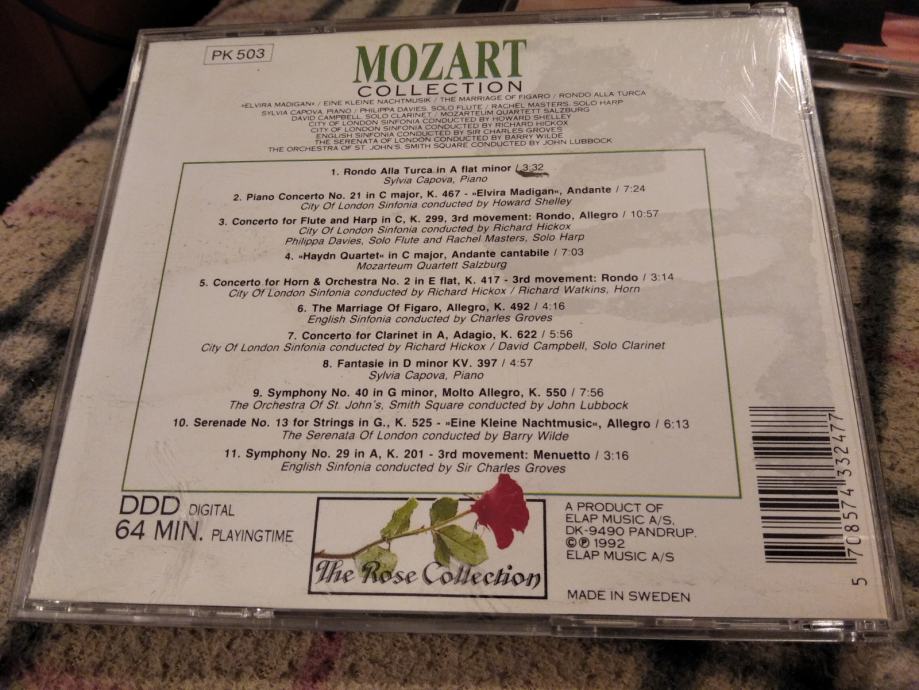 PK 503
MOZART
COLLECTION
»ELVIRA MADIGAN« / EINE KLEINE NACHTMUSIK / THE MARRIAGE OF FIGARO / RONDO ALLA TURCA
SYLVIA CAPOVA, PIANO / PHILIPPA DAVIES, SOLO FLUTE / RACHEL MASTERS, SOLO HARP
DAVID CAMPBELL, SOLO CLARINET / MOZARTEUM QUARTETT SALZBURG
CITY OF LONDON SINFONIA CONDUCTED BY HOWARD SHELLEY
CITY OF LONDON SINFONIA CONDUCTED BY RICHARD HICKOX
ENGLISH SINFONIA CONDUCTED BY SIR CHARLES GROVES
THE SERENATA OF LONDON CONDUCTED BY BARRY WILDE
THE ORCHESTRA OF ST. JOHN'S, SMITH SQUARE CONDUCTED BY JOHN LUBBOCK
1. Rondo Alla Turca in A flat minor / 3:32
Sylvia Capova, Piano
2. Piano Concerto No. 21 in C major, K. 467 - »Elvira Madigan«, Andante / 7:24
City Of London Sinfonia conducted by Howard Shelley
3. Concerto for Flute and Harp in C, K. 299, 3rd movement: Rondo, Allegro / 10:57
City Of London Sinfonia conducted by Richard Hickox
Philippa Davies, Solo Flute and Rachel Masters, Solo Harp
4. »Haydn Quartet« in C major, Andante cantabile / 7:03
Mozarteum Quartett Salzburg
5. Concerto for Horn & Orchestra No. 2 in E flat, K. 417 - 3rd movement: Rondo / 3:14
City Of London Sinfonia conducted by Richard Hickox / Richard Watkins, Horn
6. The Marriage Of Figaro, Allegro, K. 492 / 4:16
English Sinfonia conducted by Charles Groves
7. Concerto for Clarinet in A, Adagio, K. 622 / 5:56
City Of London Sinfonia conducted by Richard Hickox / David Campbell, Solo Clarinet
8. Fantasie in D minor KV. 397 / 4:57
Sylvia Capova, Piano
9. Symphony No. 40 in G minor, Molto Allegro, K. 550 / 7:56
The Orchestra Of St. John's, Smith Square conducted by John Lubbock
10. Serenade No. 13 for Strings in G., K. 525 - »Eine Kleine Nachtmusic«, Allegro / 6:13
The Serenata Of London conducted by Barry Wilde
11. Symphony No. 29 in A, K. 201 - 3rd movement: Menuetto / 3:16
English Sinfonia conducted by Sir Charles Groves
DDD DIGITAL
64 MIN. PLAYINGTIME
The Rose Collection
A PRODUCT OF
ELAP MUSIC A/S,
DK-9490 PANDRUP.
©℗ 1992
ELAP MUSIC A/S
MADE IN SWEDEN
5 708574 332477